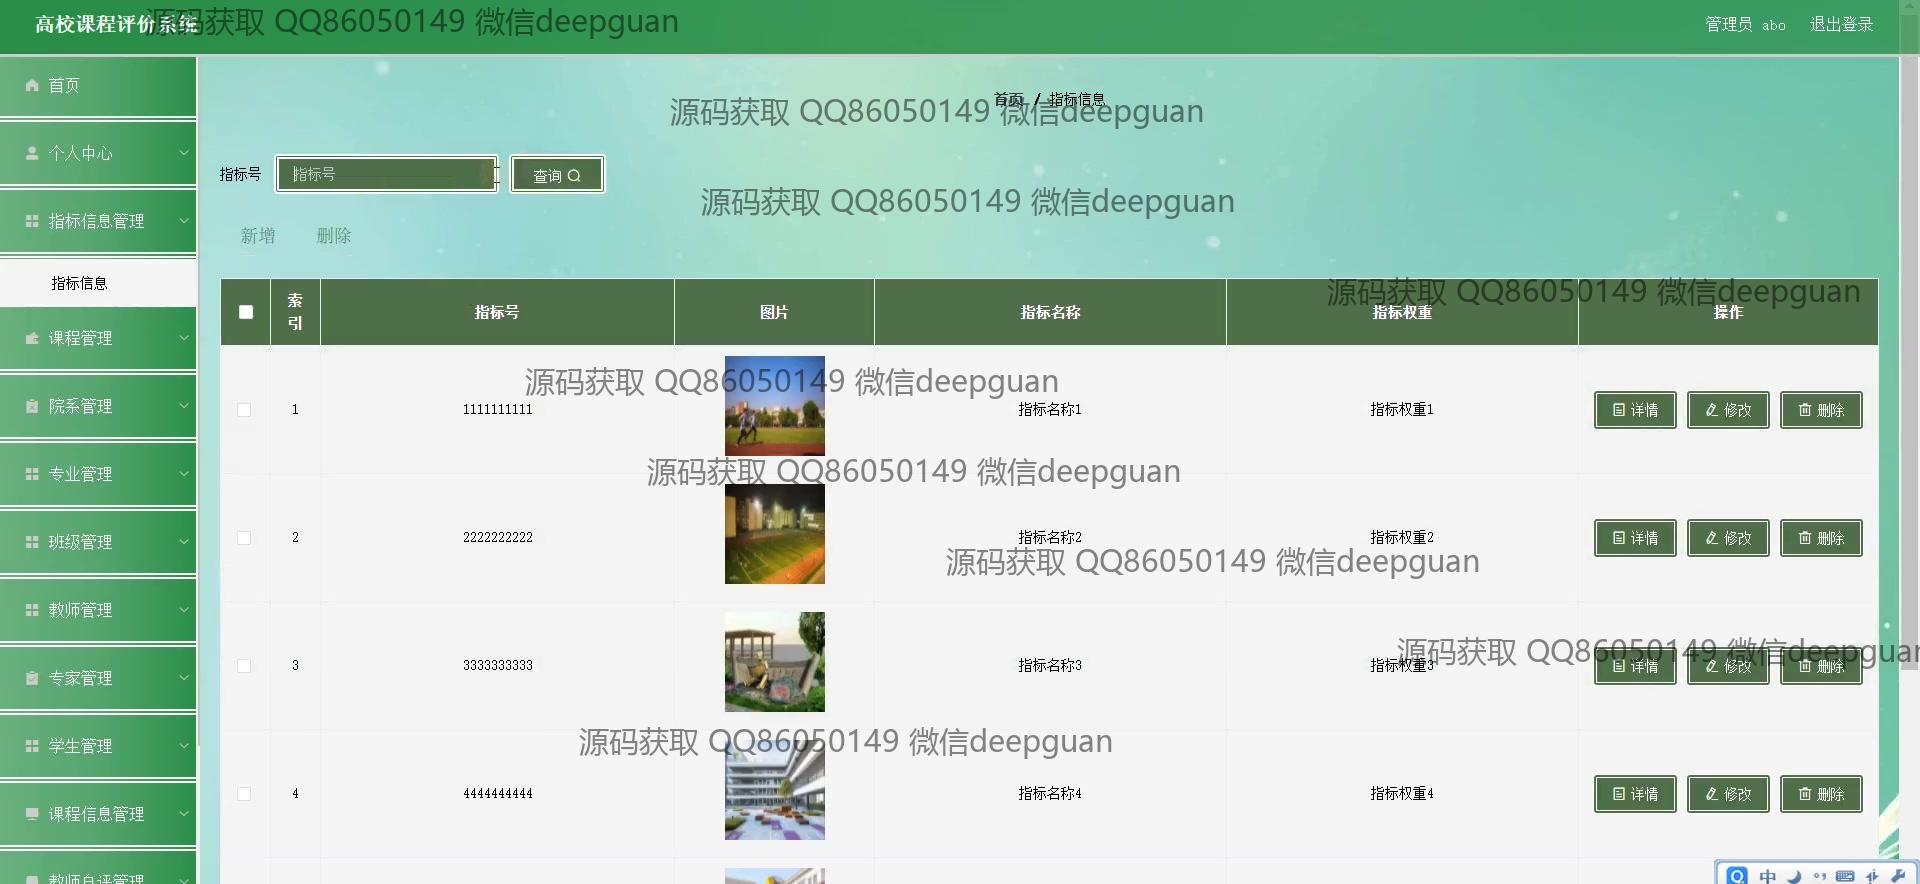 高校课程评价系统
源码获取 QQ86050149 微信deepguan
管理员 abo 退出登录
首页
个人中心
指标信息管理
指标信息
课程管理
院系管理
专业管理
班级管理
教师管理
专家管理
学生管理
课程信息管理
教师自评管理
首页 / 指标信息
源码获取 QQ86050149 微信deepguan
指标号 指标号 查询
源码获取 QQ86050149 微信deepguan
新增 删除
源码获取 QQ86050149 微信deepguan
索引 指标号 图片 指标名称 指标权重 操作
源码获取 QQ86050149 微信deepguan
1 1111111111 指标名称1 指标权重1 详情 修改 删除
源码获取 QQ86050149 微信deepguan
2 2222222222 指标名称2 指标权重2 详情 修改 删除
源码获取 QQ86050149 微信deepguan
源码获取 QQ86050149 微信deepguan
3 3333333333 指标名称3 指标权重3 详情 修改 删除
源码获取 QQ86050149 微信deepguan
4 4444444444 指标名称4 指标权重4 详情 修改 删除
中